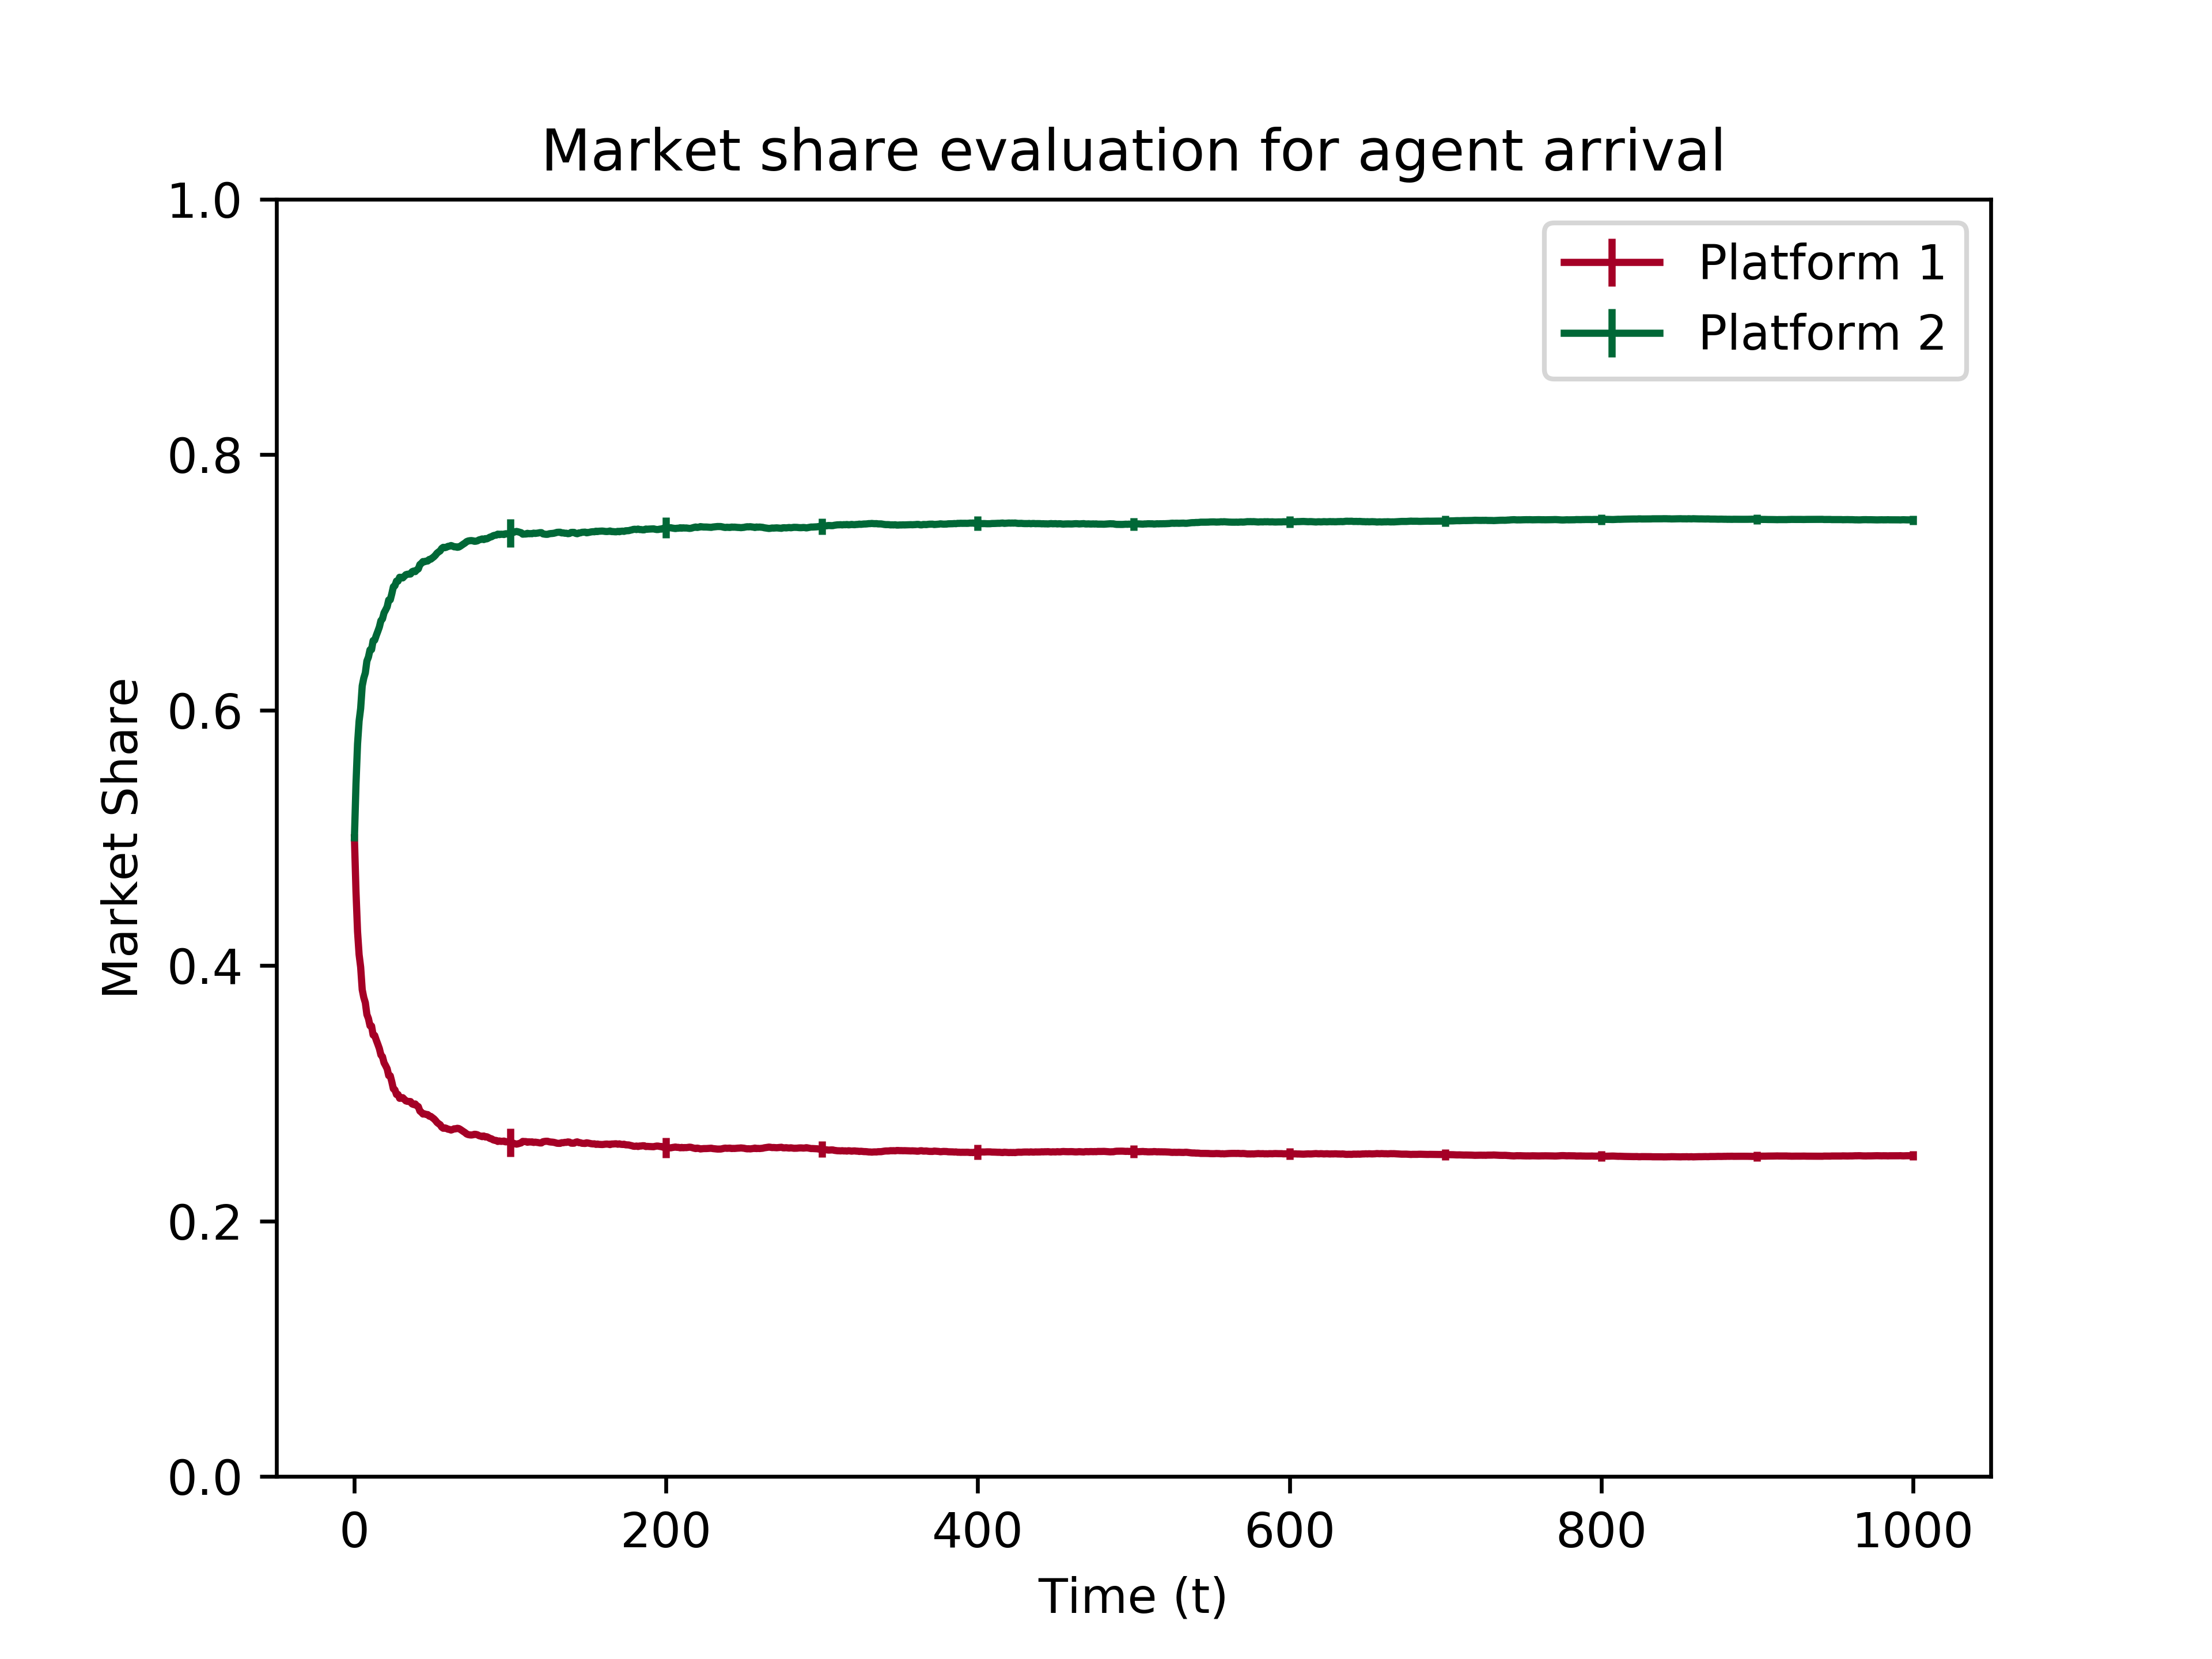 Market share evaluation for agent arrival
1.0
Platform 1
Platform 2
0.8
0.6
Market Share
0.4
0.2
0.0
0 200 400 600 800 1000
Time (t)